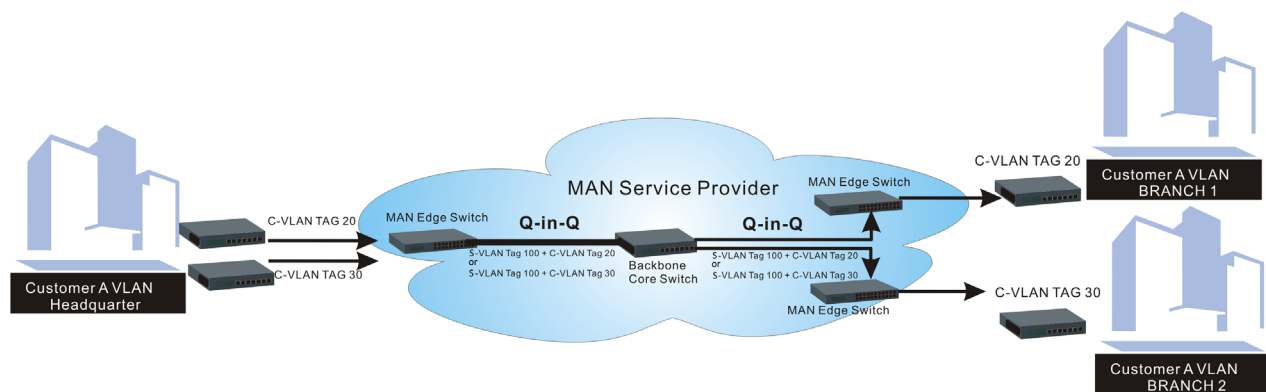 C-VLAN TAG 20
C-VLAN TAG 30
Customer A VLAN
Headquarter
MAN Service Provider
MAN Edge Switch
Q-in-Q
S-VLAN Tag 100 + C-VLAN Tag 20
or
S-VLAN Tag 100 + C-VLAN Tag 30
Backbone
Core Switch
Q-in-Q
S-VLAN Tag 100 + C-VLAN Tag 20
or
S-VLAN Tag 100 + C-VLAN Tag 30
MAN Edge Switch
MAN Edge Switch
C-VLAN TAG 20
Customer A VLAN
BRANCH 1
C-VLAN TAG 30
Customer A VLAN
BRANCH 2